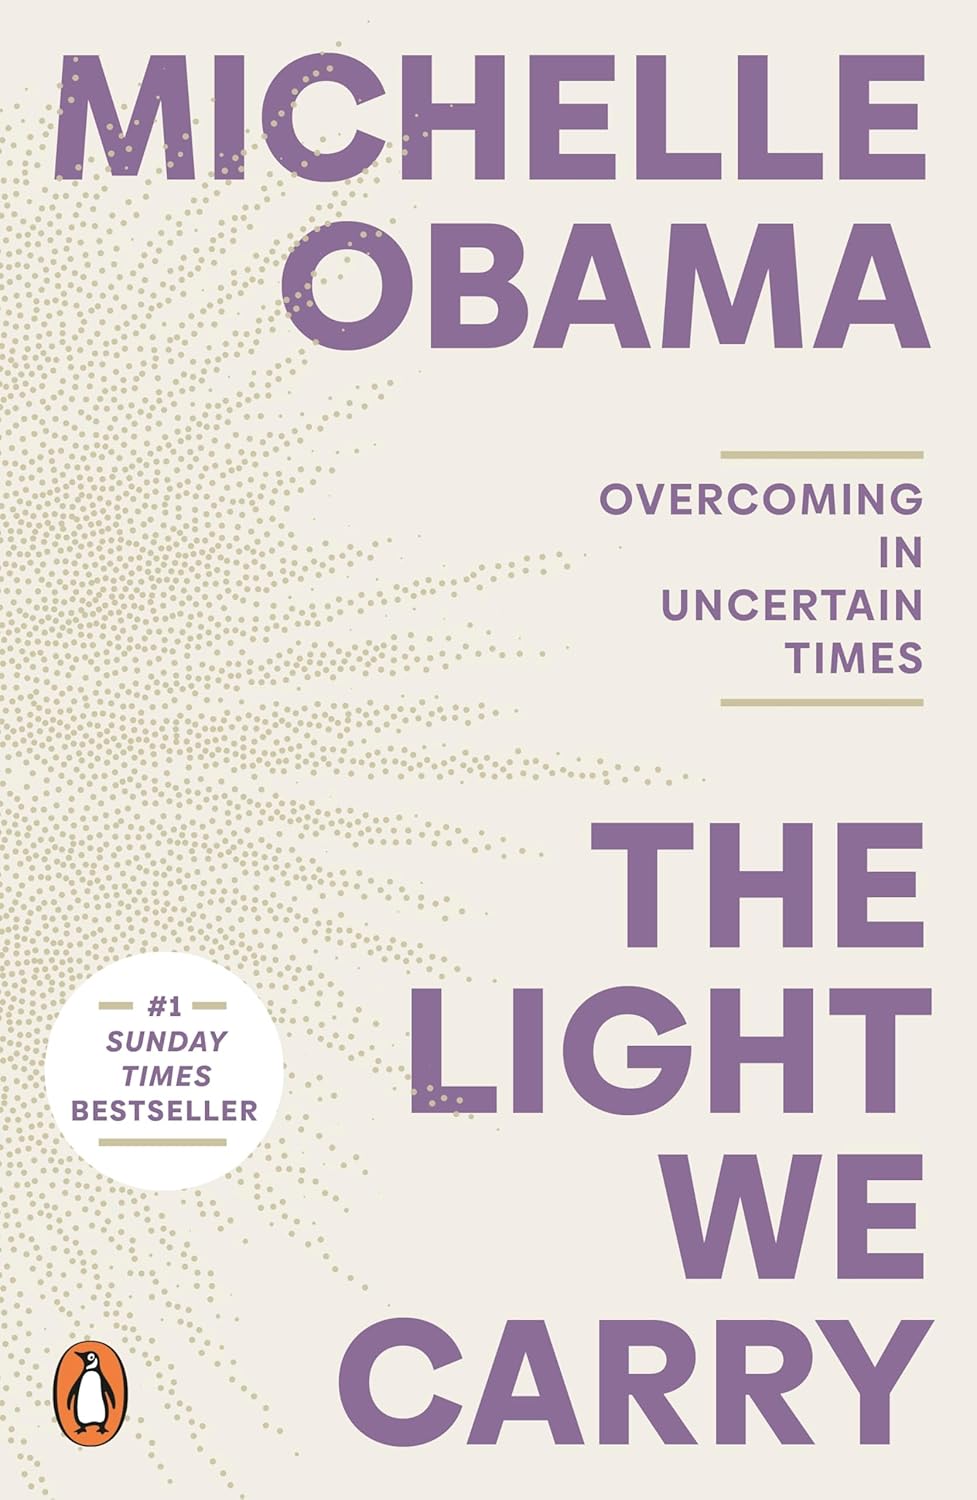 MICHELLE
OBAMA
OVERCOMING
IN
UNCERTAIN
TIMES
THE
LIGHT
WE
CARRY
#1
SUNDAY
TIMES
BESTSELLER